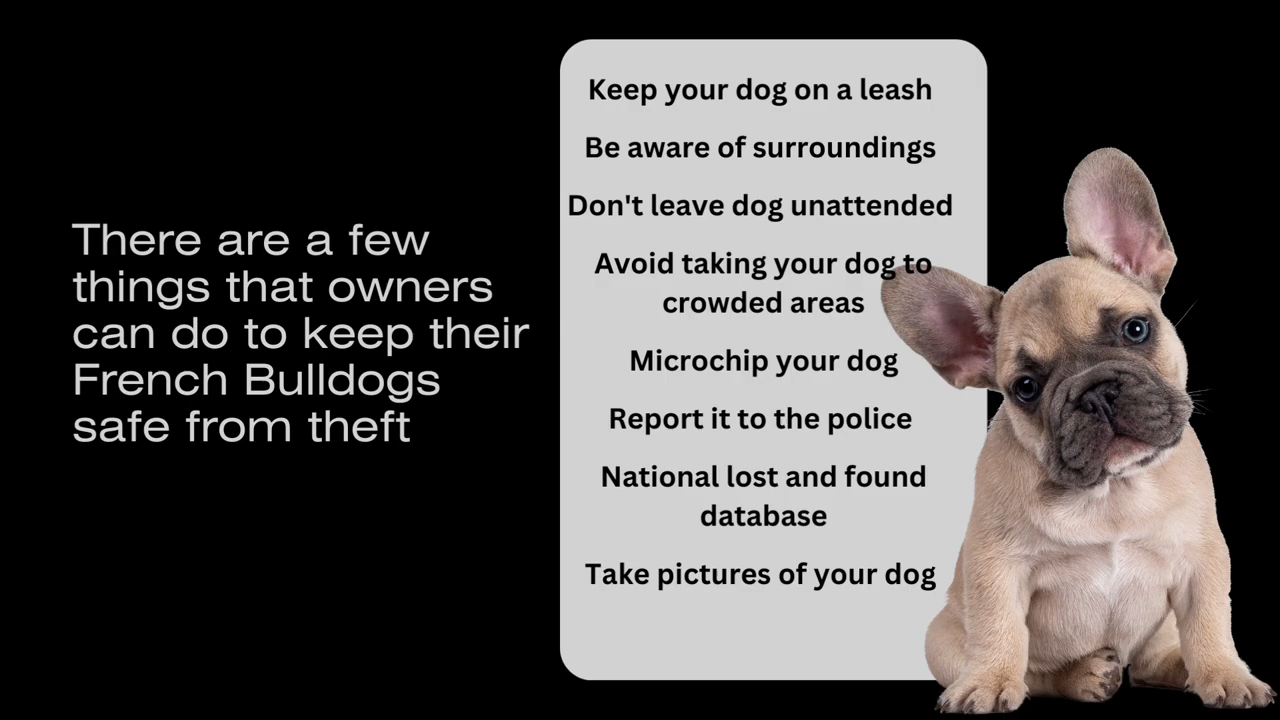 There are a few
things that owners
can do to keep their
French Bulldogs
safe from theft
Keep your dog on a leash
Be aware of surroundings
Don't leave dog unattended
Avoid taking your dog to
crowded areas
Microchip your dog
Report it to the police
National lost and found
database
Take pictures of your dog